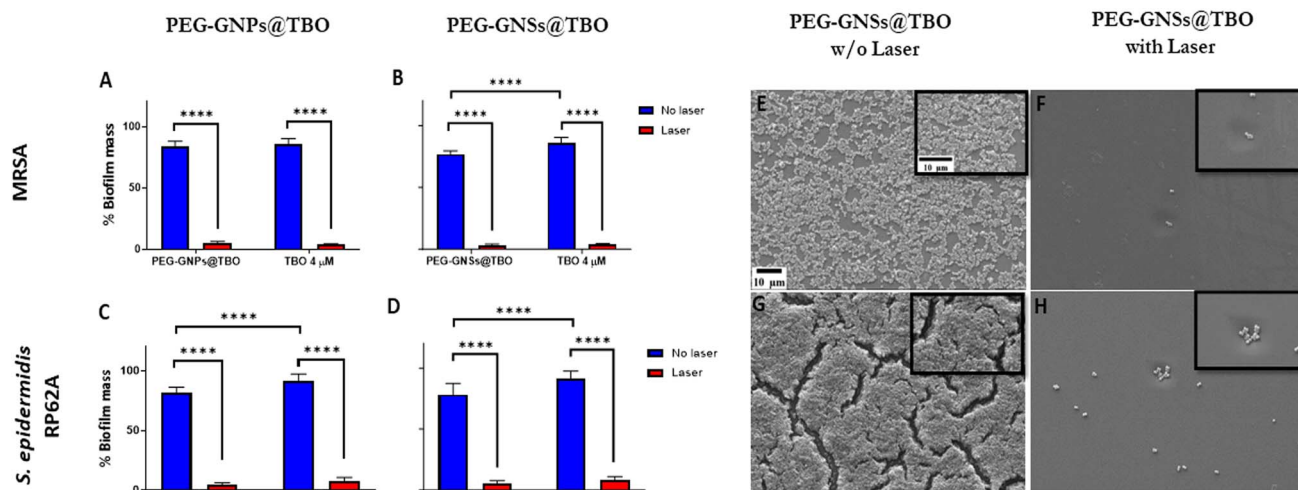 PEG-GNPs@TBO
PEG-GNSs@TBO
PEG-GNSs@TBO
w/o Laser
PEG-GNSs@TBO
with Laser
MRSA
A
****
****
% Biofilm mass
100
50
0
PEG-GNPs@TBO
TBO 4 μM
B
****
****
****
No laser
Laser
PEG-GNSs@TBO
TBO 4 μM
E
10 μm
10 μm
F
S. epidermidis
RP62A
C
****
****
****
% Biofilm mass
100
50
0
D
****
****
****
No laser
Laser
G
H